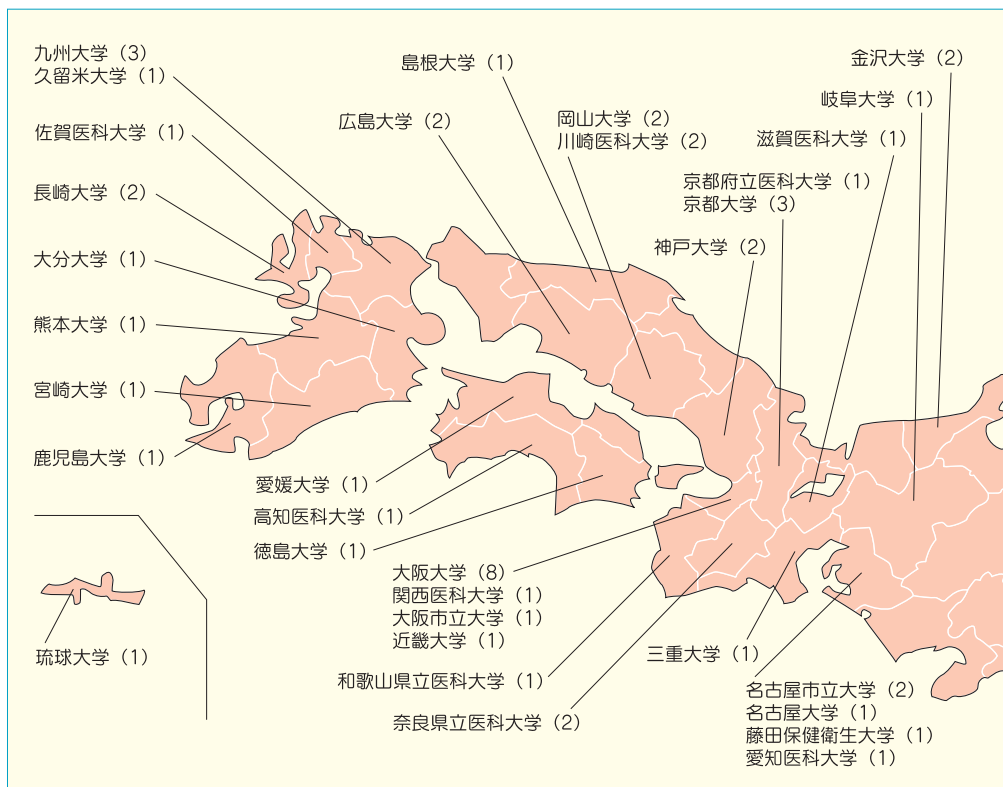 九州大学（3）
久留米大学（1）
佐賀医科大学（1）
長崎大学（2）
大分大学（1）
熊本大学（1）
宮崎大学（1）
鹿児島大学（1）
琉球大学（1）
島根大学（1）
広島大学（2）
岡山大学（2）
川崎医科大学（2）
金沢大学（2）
岐阜大学（1）
滋賀医科大学（1）
京都府立医科大学（1）
京都大学（3）
神戸大学（2）
愛媛大学（1）
高知医科大学（1）
徳島大学（1）
大阪大学（8）
関西医科大学（1）
大阪市立大学（1）
近畿大学（1）
和歌山県立医科大学（1）
奈良県立医科大学（2）
三重大学（1）
名古屋市立大学（2）
名古屋大学（1）
藤田保健衛生大学（1）
愛知医科大学（1）